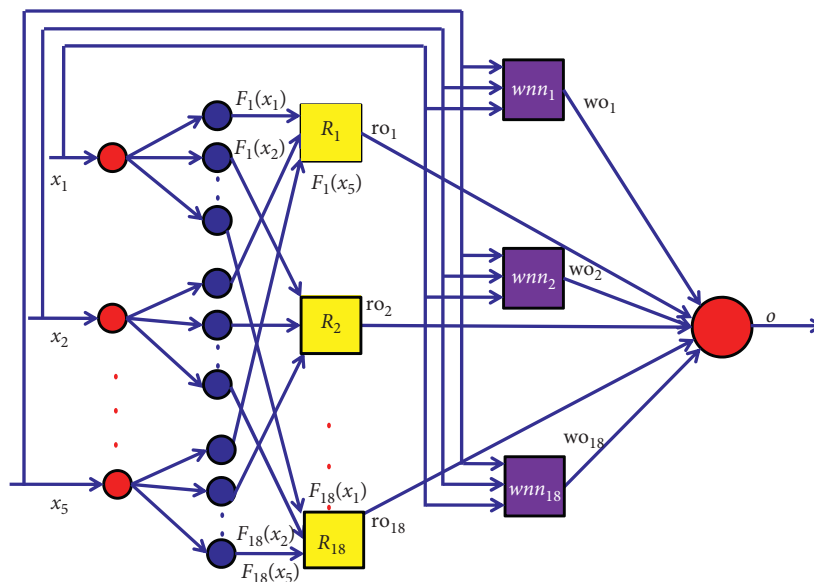 wnn₁
wo₁
F₁(x₁)
R₁
ro₁
F₁(x₂)
F₁(x₅)
x₁
wnn₂
wo₂
R₂
ro₂
x₂
o
wo₁₈
wnn₁₈
x₅
F₁₈(x₁)
F₁₈(x₂)
R₁₈
ro₁₈
F₁₈(x₅)